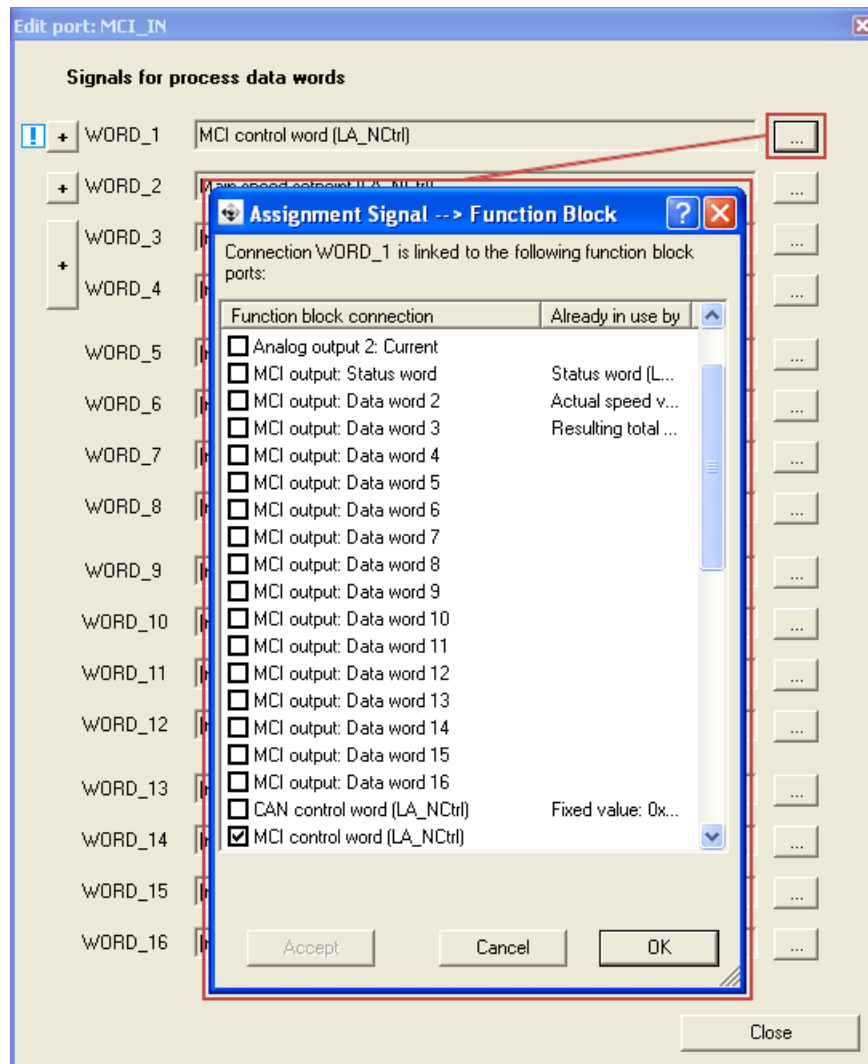 Edit port: MCI_IN
Signals for process data words
! + WORD_1 MCI control word (LA_NCtrl) ...
+ WORD_2 Main speed setpoint (LA_NCtrl) ...
Assignment Signal --> Function Block ?
WORD_3 ...
Connection WORD_1 is linked to the following function block
ports:
+
WORD_4 ...
Function block connection Already in use by
Analog output 2: Current
WORD_5 ...
MCI output: Status word Status word (L...
MCI output: Data word 2 Actual speed v...
WORD_6 ...
MCI output: Data word 3 Resulting total ...
MCI output: Data word 4
WORD_7 ...
MCI output: Data word 5
MCI output: Data word 6
WORD_8 ...
MCI output: Data word 7
MCI output: Data word 8
WORD_9 ...
MCI output: Data word 9
MCI output: Data word 10
WORD_10 ...
MCI output: Data word 11
MCI output: Data word 12
WORD_11 ...
MCI output: Data word 13
MCI output: Data word 14
WORD_12 ...
MCI output: Data word 15
MCI output: Data word 16
WORD_13 ...
CAN control word (LA_NCtrl) Fixed value: 0x...
MCI control word (LA_NCtrl)
WORD_14 ...
WORD_15 ...
WORD_16 ...
Accept Cancel OK
Close